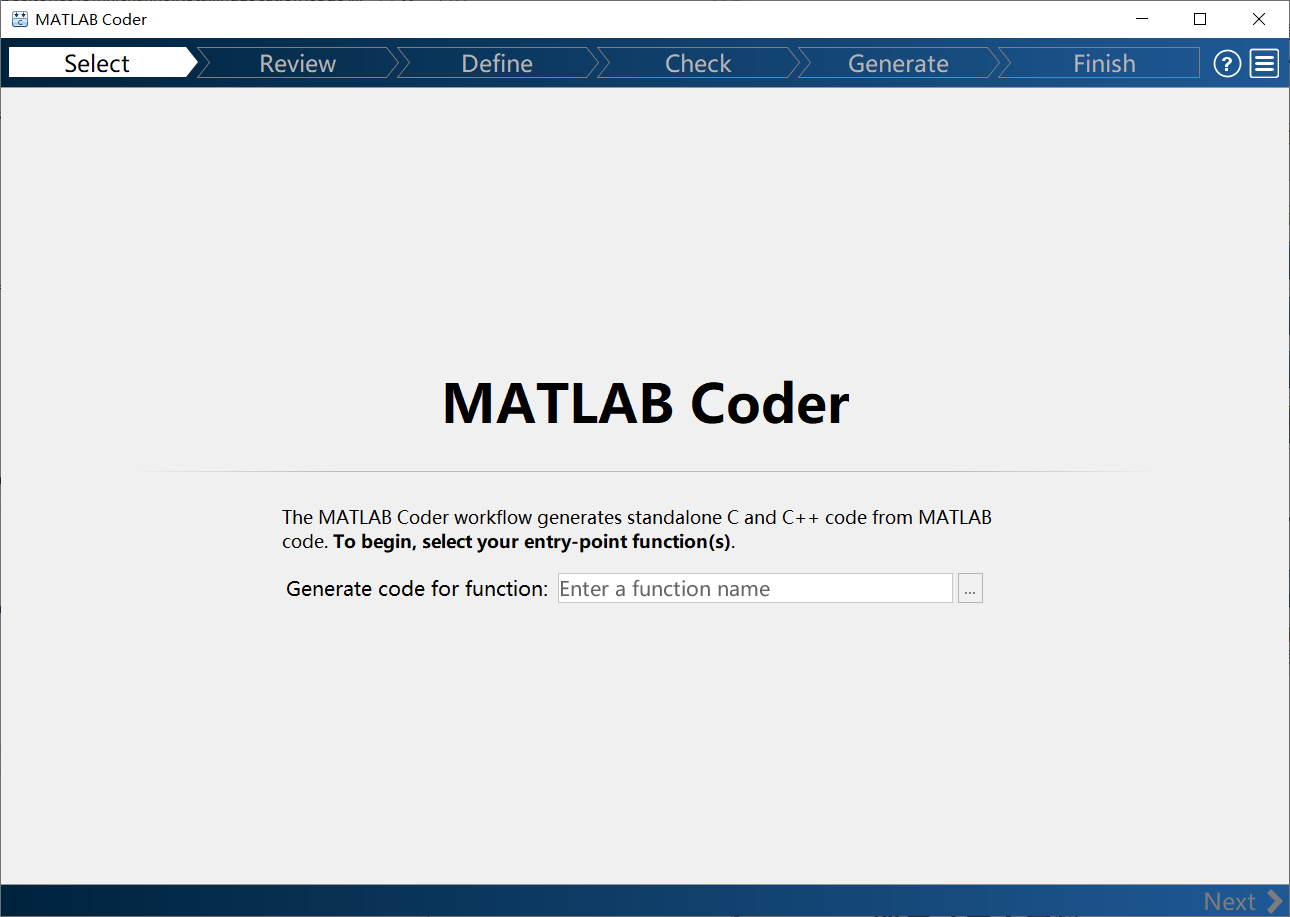 MATLAB Coder
Select
Review
Define
Check
Generate
Finish
?
MATLAB Coder
The MATLAB Coder workflow generates standalone C and C++ code from MATLAB
code. To begin, select your entry-point function(s).
Generate code for function: Enter a function name ...
Next